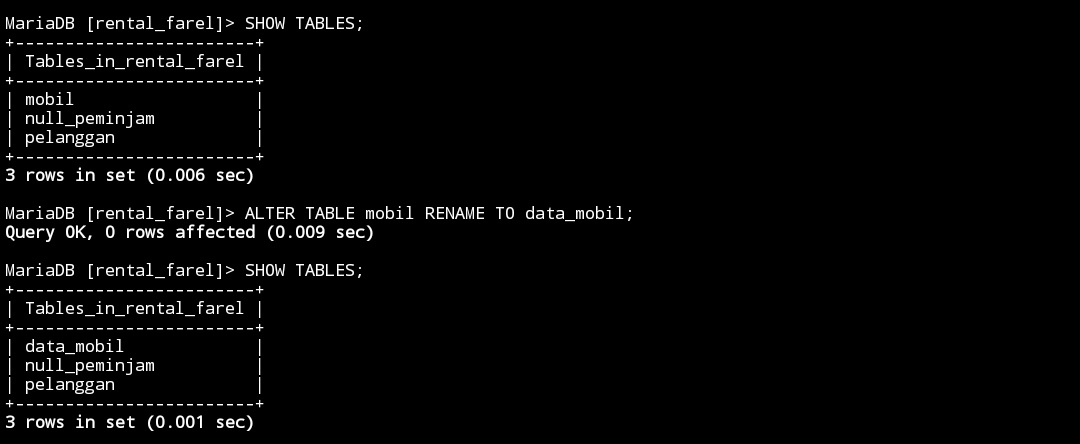 MariaDB [rental_farel]> SHOW TABLES;
+------------------------+
| Tables_in_rental_farel |
+------------------------+
| mobil                  |
| null_peminjam          |
| pelanggan              |
+------------------------+
3 rows in set (0.006 sec)
MariaDB [rental_farel]> ALTER TABLE mobil RENAME TO data_mobil;
Query OK, 0 rows affected (0.009 sec)
MariaDB [rental_farel]> SHOW TABLES;
+------------------------+
| Tables_in_rental_farel |
+------------------------+
| data_mobil             |
| null_peminjam          |
| pelanggan              |
+------------------------+
3 rows in set (0.001 sec)